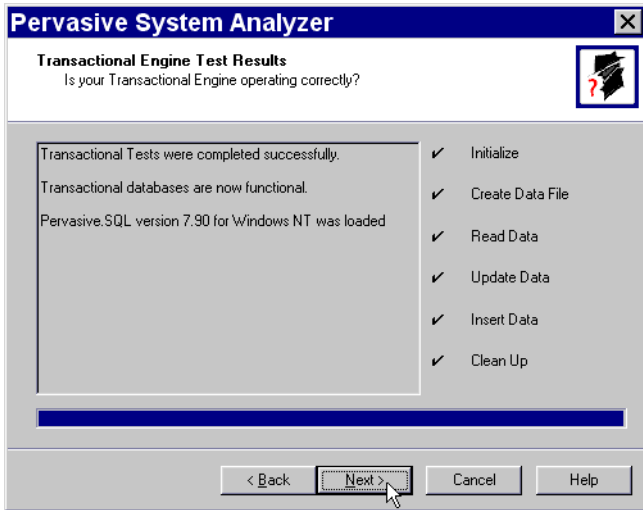 Pervasive System Analyzer
Transactional Engine Test Results
Is your Transactional Engine operating correctly?
?
Transactional Tests were completed successfully.
Transactional databases are now functional.
Pervasive.SQL version 7.90 for Windows NT was loaded
✔ Initialize
✔ Create Data File
✔ Read Data
✔ Update Data
✔ Insert Data
✔ Clean Up
< Back
Next >
Cancel
Help